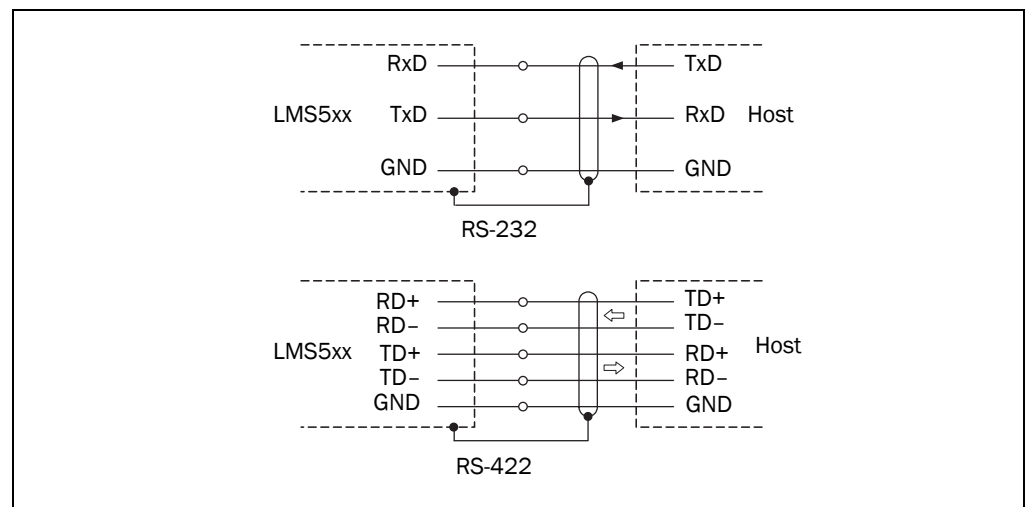 RxD TxD
LMS5xx TxD RxD Host
GND GND
RS-232
RD+ TD+
RD– TD–
LMS5xx TD+ RD+ Host
TD– RD–
GND GND
RS-422